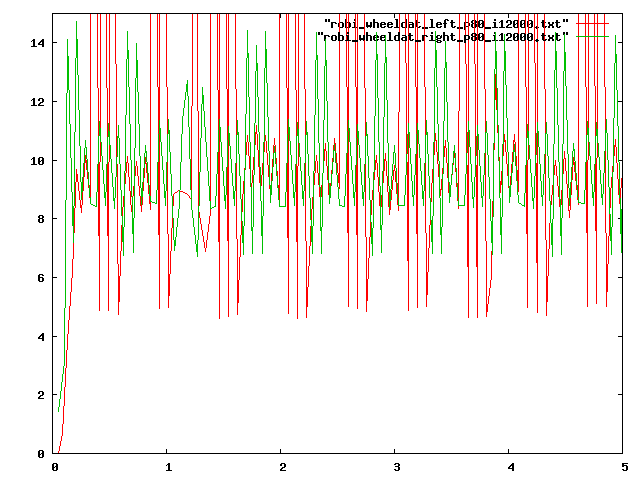 "robi_wheeldat_left_p80_i12000.txt"
"robi_wheeldat_right_p80_i12000.txt"
14
12
10
8
6
4
2
0
0 1 2 3 4 5